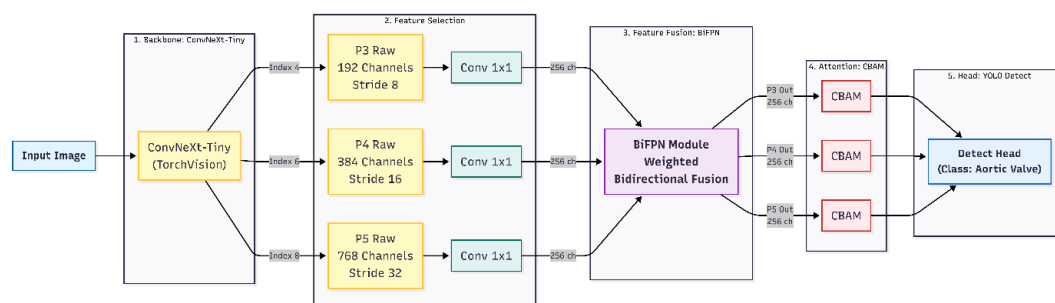 1. Backbone: ConvNeXt-Tiny
2. Feature Selection
3. Feature Fusion: BiFPN
4. Attention: CBAM
5. Head: YOLO Detect
Input Image
ConvNeXt-Tiny
(TorchVision)
Index 4
Index 6
Index 8
P3 Raw
192 Channels
Stride 8
Conv 1x1
256 ch
P4 Raw
384 Channels
Stride 16
Conv 1x1
256 ch
P5 Raw
768 Channels
Stride 32
Conv 1x1
256 ch
BiFPN Module
Weighted
Bidirectional Fusion
P3 Out
256 ch
P4 Out
256 ch
P5 Out
256 ch
CBAM
CBAM
CBAM
Detect Head
(Class: Aortic Valve)